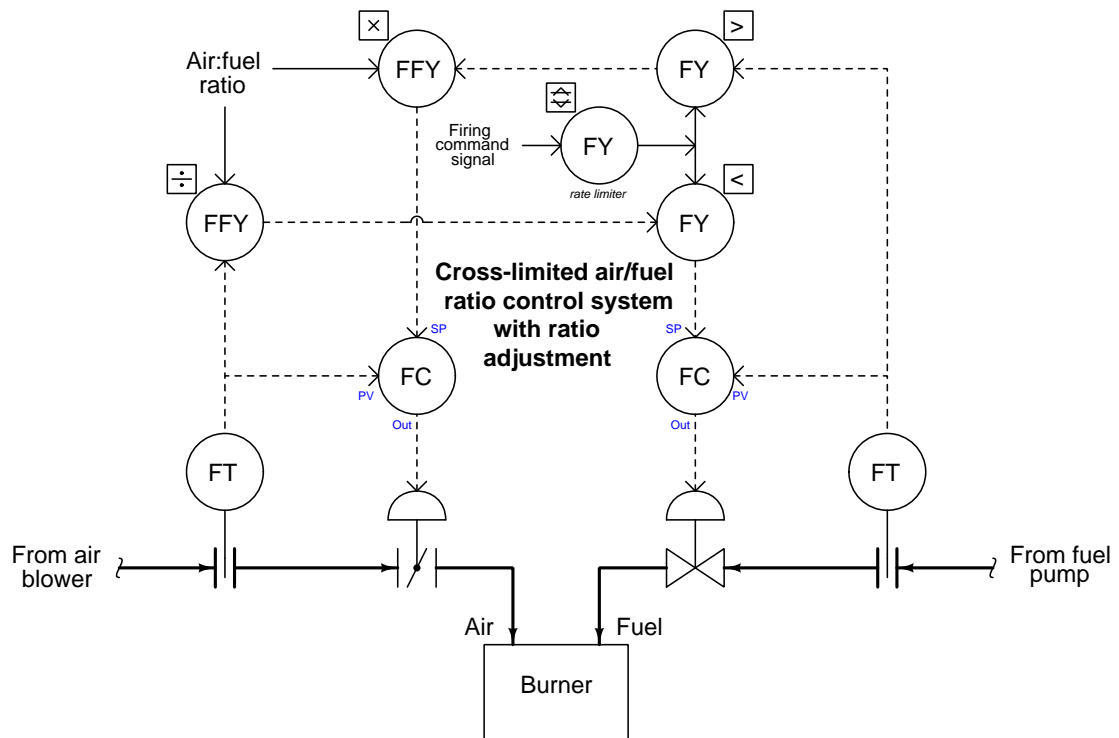 ×
>
Air:fuel
ratio
FFY
FY
Firing
command
signal
FY
rate limiter
÷
<
FFY
FY
Cross-limited air/fuel
ratio control system
with ratio
adjustment
SP
SP
FC
FC
PV
PV
Out
Out
FT
FT
From air
blower
From fuel
pump
Air
Fuel
Burner